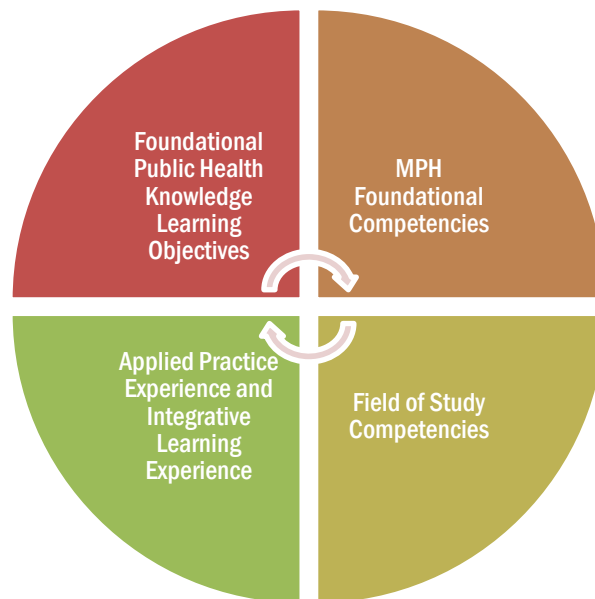 Foundational
Public Health
Knowledge
Learning
Objectives
MPH
Foundational
Competencies
Applied Practice
Experience and
Integrative
Learning
Experience
Field of Study
Competencies